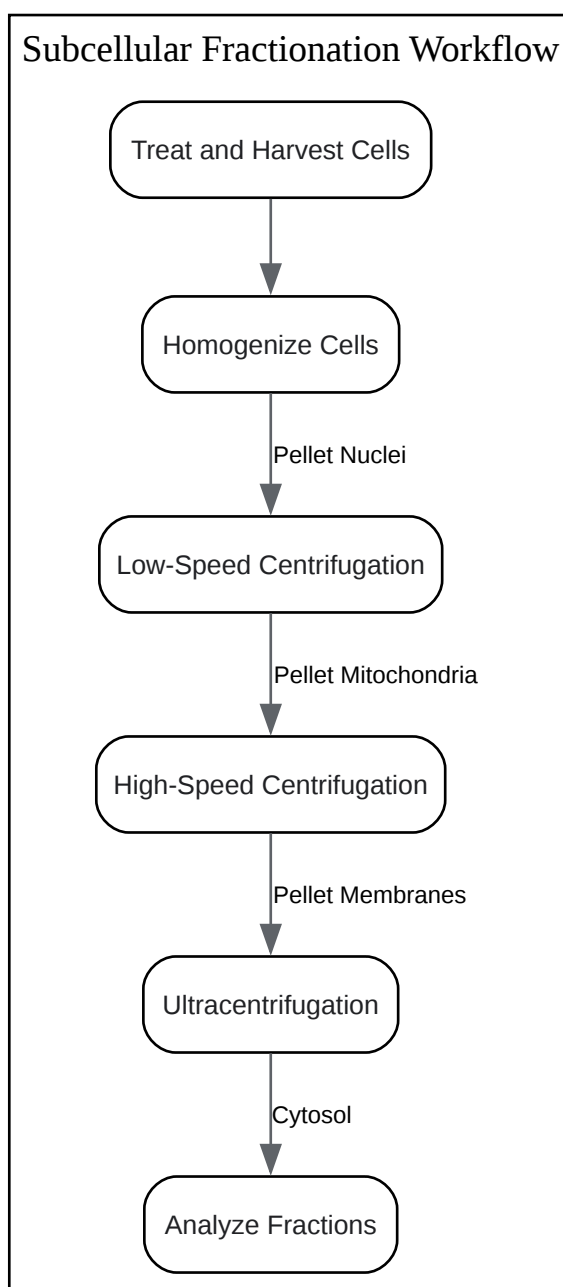 Subcellular Fractionation Workflow
Treat and Harvest Cells
Homogenize Cells
Pellet Nuclei
Low-Speed Centrifugation
Pellet Mitochondria
High-Speed Centrifugation
Pellet Membranes
Ultracentrifugation
Cytosol
Analyze Fractions